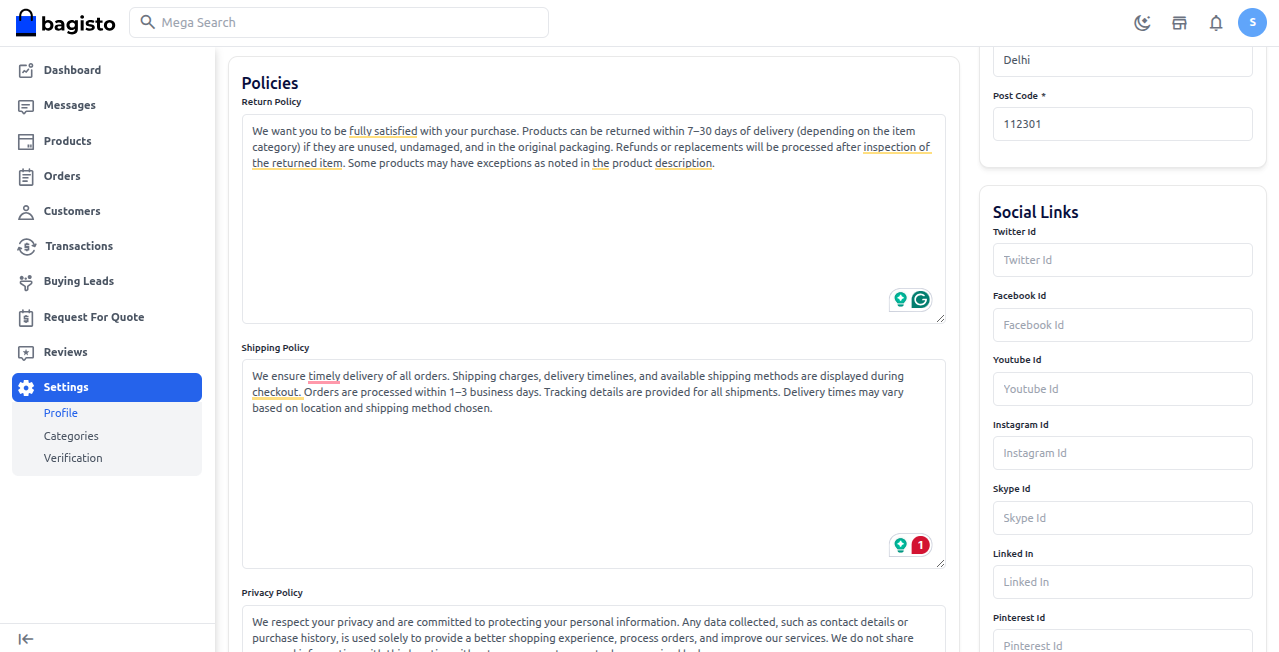 bagisto
Mega Search
S
Dashboard
Messages
Products
Orders
Customers
Transactions
Buying Leads
Request For Quote
Reviews
Settings
Profile
Categories
Verification
Policies
Return Policy
We want you to be fully satisfied with your purchase. Products can be returned within 7–30 days of delivery (depending on the item
category) if they are unused, undamaged, and in the original packaging. Refunds or replacements will be processed after inspection of
the returned item. Some products may have exceptions as noted in the product description.
Shipping Policy
We ensure timely delivery of all orders. Shipping charges, delivery timelines, and available shipping methods are displayed during
checkout. Orders are processed within 1–3 business days. Tracking details are provided for all shipments. Delivery times may vary
based on location and shipping method chosen.
1
Privacy Policy
We respect your privacy and are committed to protecting your personal information. Any data collected, such as contact details or
purchase history, is used solely to provide a better shopping experience, process orders, and improve our services. We do not share
Delhi
Post Code *
112301
Social Links
Twitter Id
Twitter Id
Facebook Id
Facebook Id
Youtube Id
Youtube Id
Instagram Id
Instagram Id
Skype Id
Skype Id
Linked In
Linked In
Pinterest Id
Pinterest Id